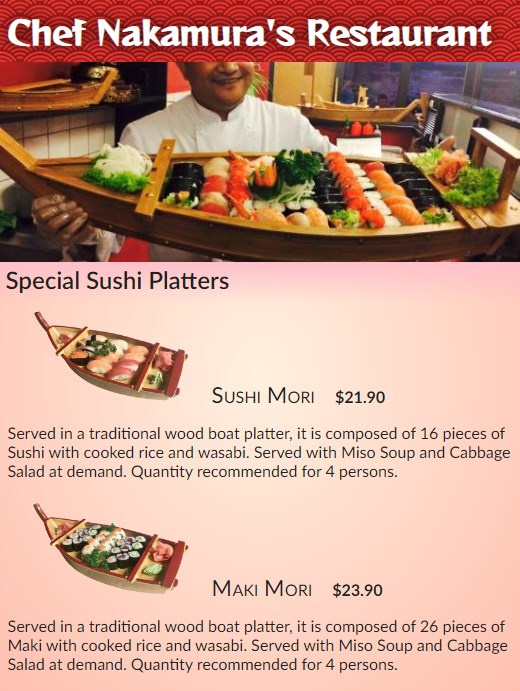 Chef Nakamura's Restaurant
Special Sushi Platters
Sushi Mori $21.90
Served in a traditional wood boat platter, it is composed of 16 pieces of
Sushi with cooked rice and wasabi. Served with Miso Soup and Cabbage
Salad at demand. Quantity recommended for 4 persons.
Maki Mori $23.90
Served in a traditional wood boat platter, it is composed of 26 pieces of
Maki with cooked rice and wasabi. Served with Miso Soup and Cabbage
Salad at demand. Quantity recommended for 4 persons.